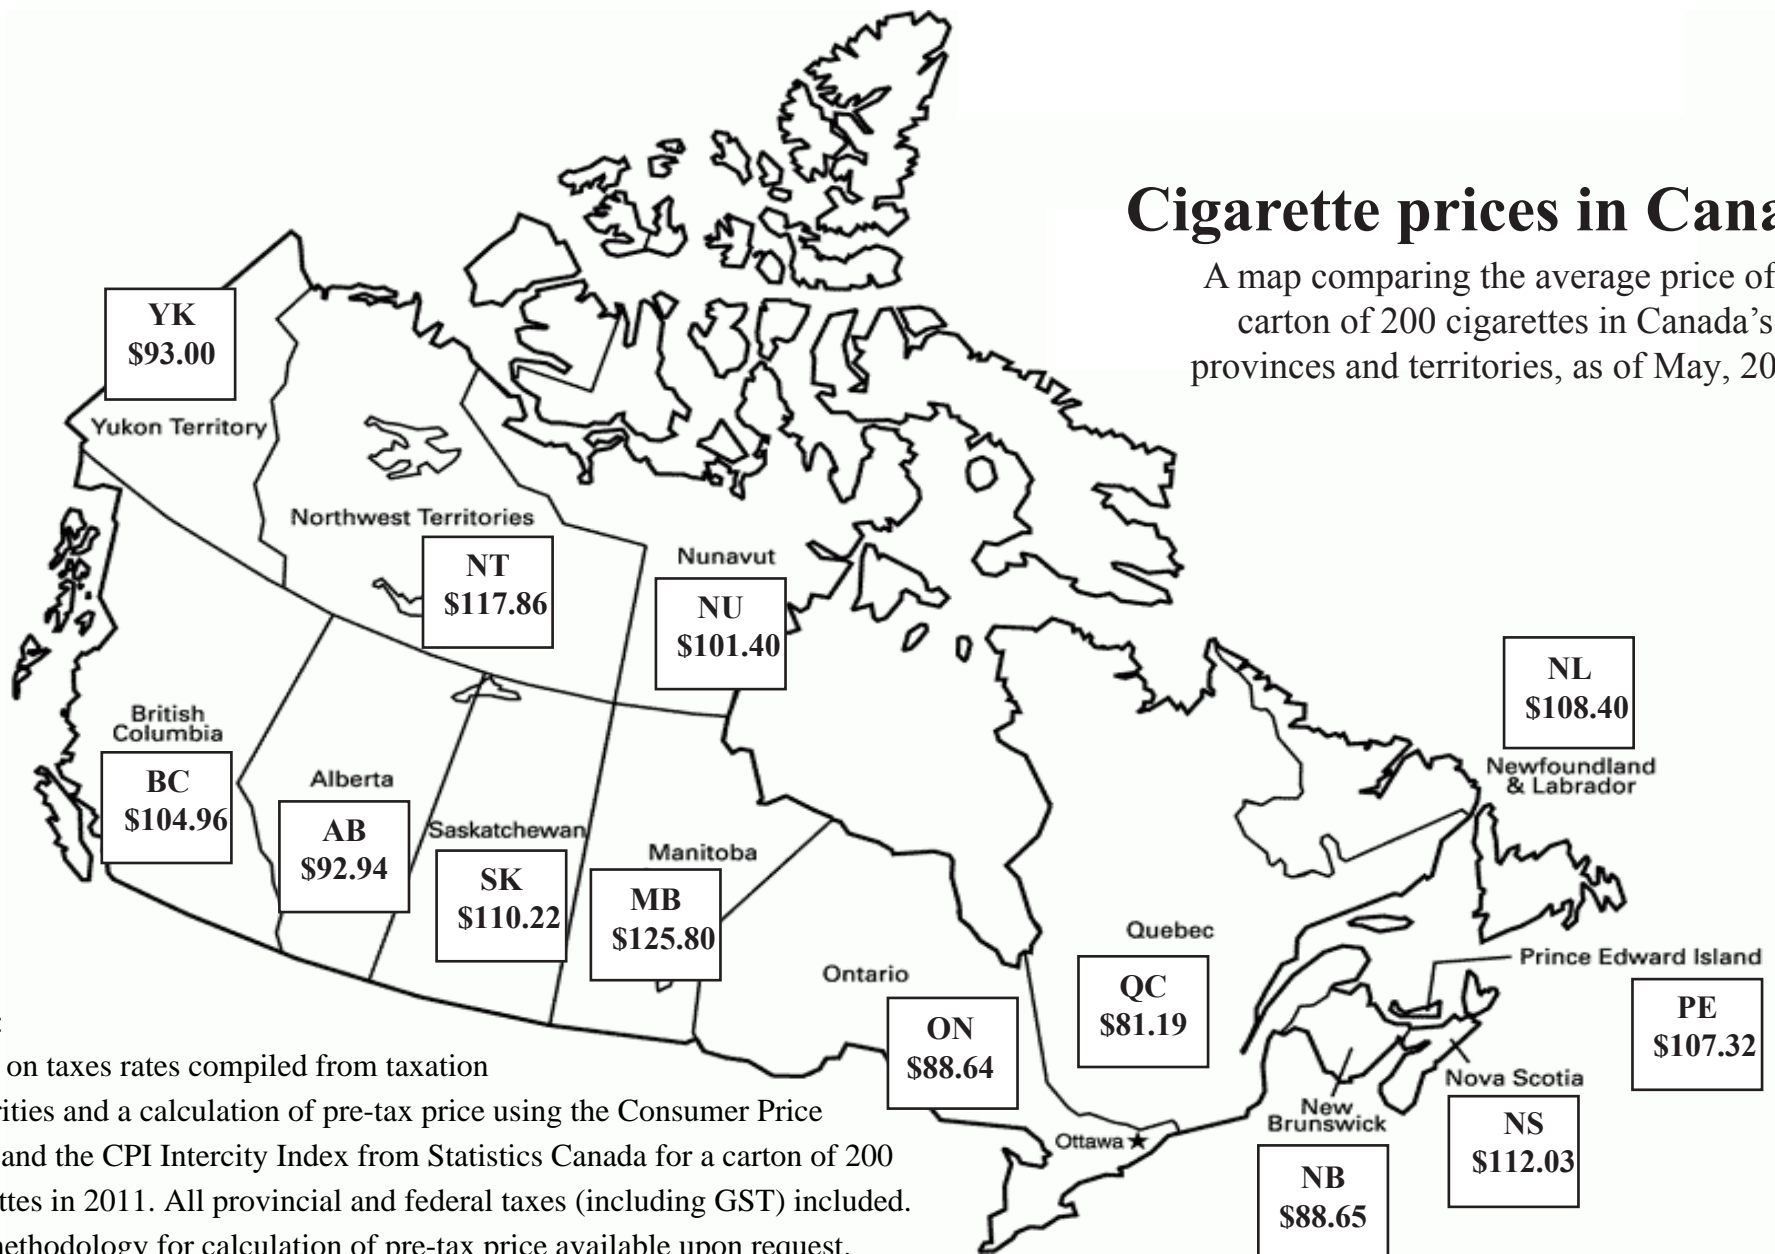 Cigarette prices in Cana
A map comparing the average price of
carton of 200 cigarettes in Canada’s
provinces and territories, as of May, 20
YK
$93.00
Yukon Territory
Northwest Territories
NT
$117.86
Nunavut
NU
$101.40
British
Columbia
BC
$104.96
Alberta
AB
$92.94
Saskatchewan
SK
$110.22
Manitoba
MB
$125.80
Ontario
ON
$88.64
Quebec
QC
$81.19
Ottawa
NL
$108.40
Newfoundland
& Labrador
Prince Edward Island
PE
$107.32
Nova Scotia
NS
$112.03
New
Brunswick
NB
$88.65
on taxes rates compiled from taxation
rities and a calculation of pre-tax price using the Consumer Price
and the CPI Intercity Index from Statistics Canada for a carton of 200
ttes in 2011. All provincial and federal taxes (including GST) included.
ethodology for calculation of pre-tax price available upon request.